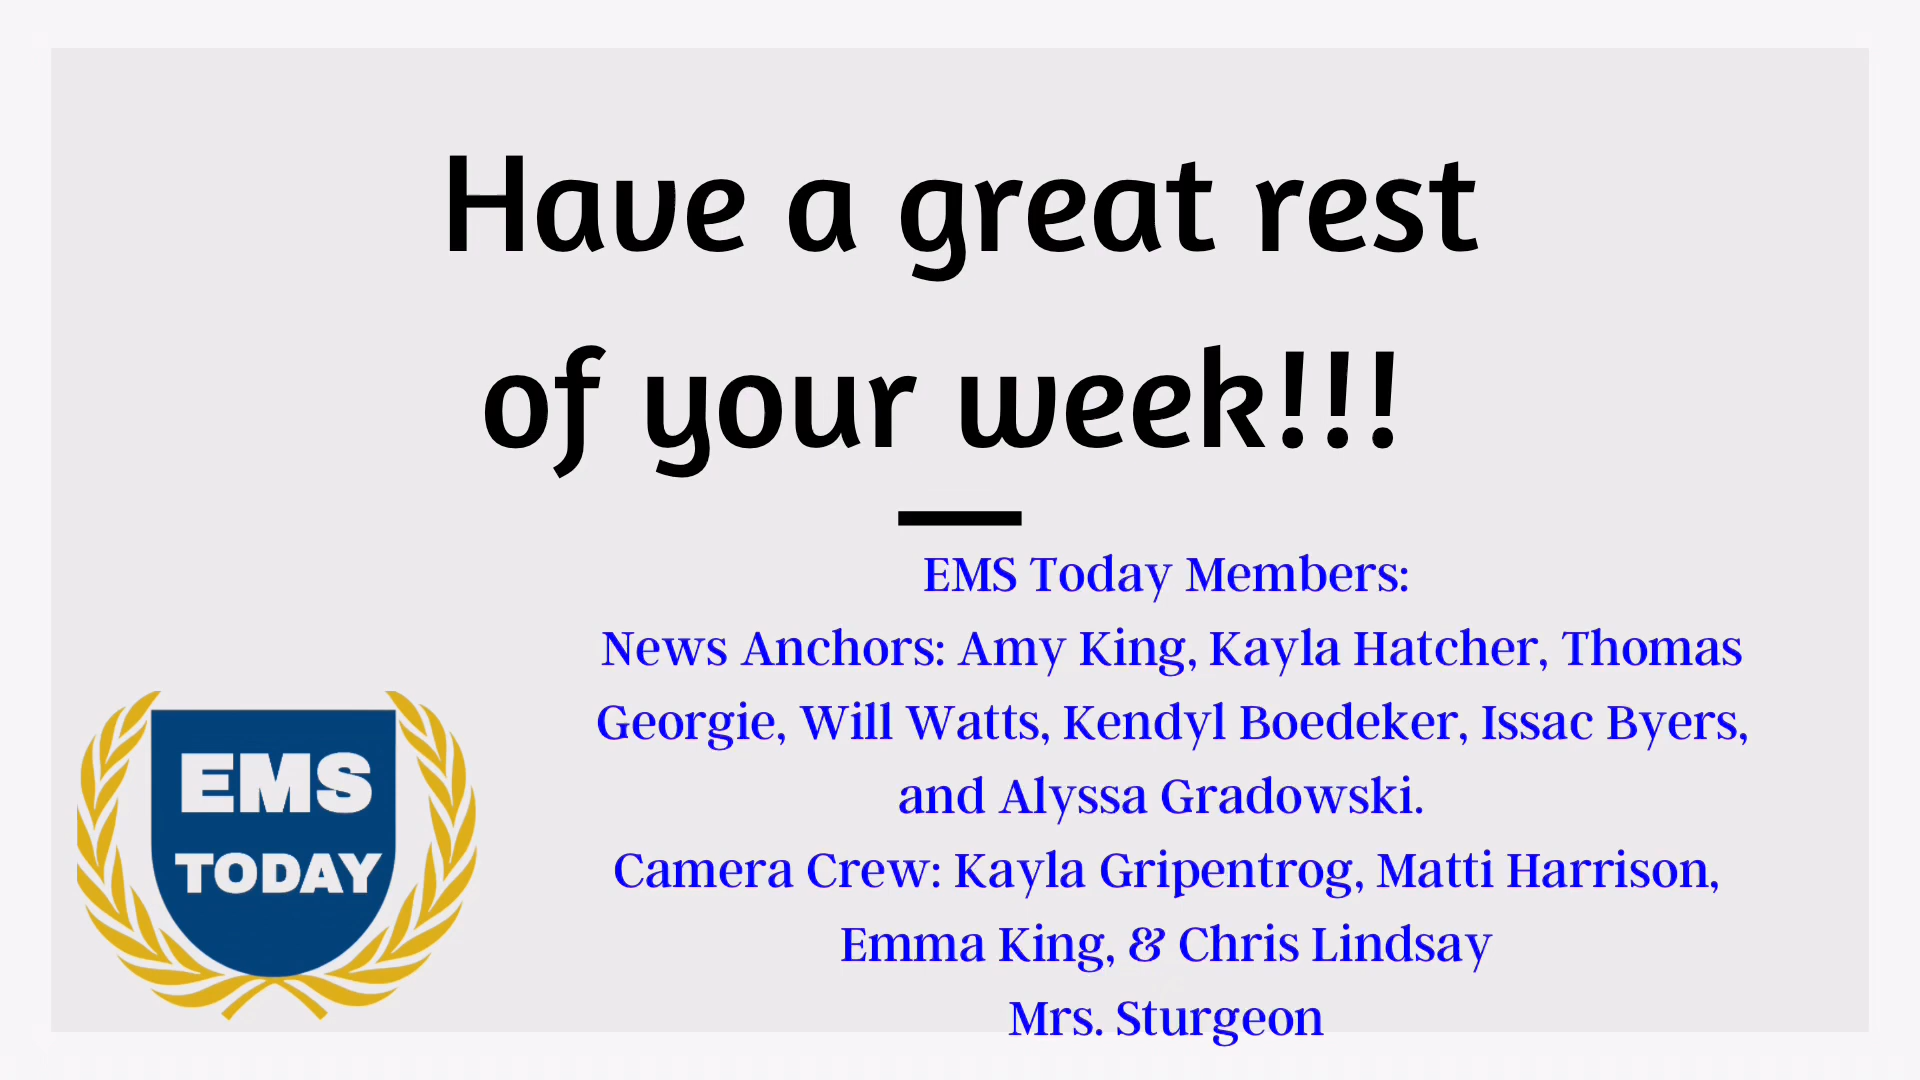 Have a great rest
of your week!!!
EMS Today Members:
News Anchors: Amy King, Kayla Hatcher, Thomas
Georgie, Will Watts, Kendyl Boedeker, Issac Byers,
and Alyssa Gradowski.
Camera Crew: Kayla Gripentrog, Matti Harrison,
Emma King, & Chris Lindsay
Mrs. Sturgeon
EMS
TODAY